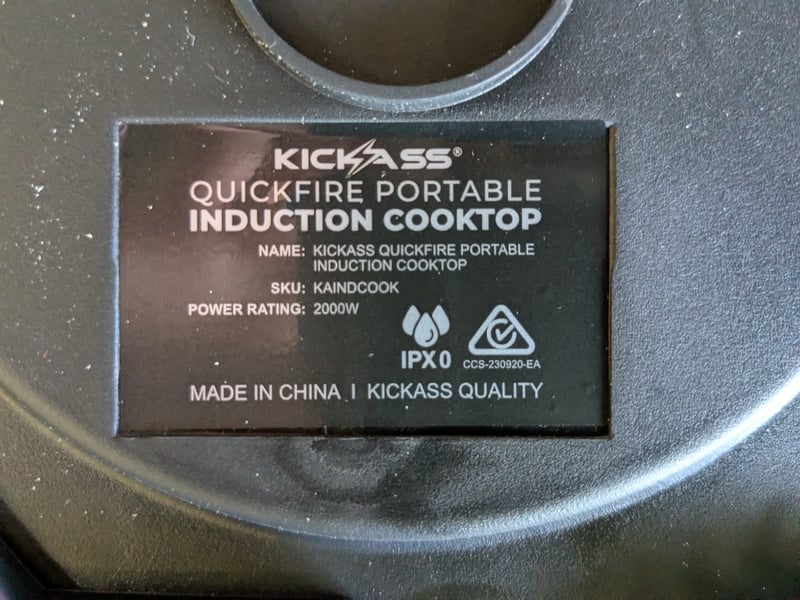 KICKASS®
QUICKFIRE PORTABLE
INDUCTION COOKTOP
NAME: KICKASS QUICKFIRE PORTABLE
INDUCTION COOKTOP
SKU: KAINDCOOK
POWER RATING: 2000W
IPX0
CCS-230920-EA
MADE IN CHINA | KICKASS QUALITY